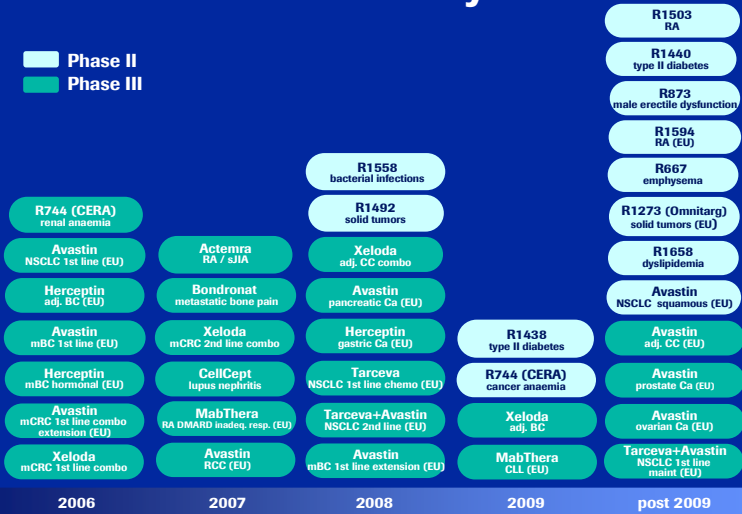 Phase II
Phase III
R744 (CERA)
renal anaemia
Avastin
NSCLC 1st line (EU)
Herceptin
adj. BC (EU)
Avastin
mBC 1st line (EU)
Herceptin
mBC hormonal (EU)
Avastin
mCRC 1st line combo
extension (EU)
Xeloda
mCRC 1st line combo
2006
Actemra
RA / sJIA
Bondronat
metastatic bone pain
Xeloda
mCRC 2nd line combo
CellCept
lupus nephritis
MabThera
RA DMARD inadeq. resp. (EU)
Avastin
RCC (EU)
2007
R1558
bacterial infections
R1492
solid tumors
Xeloda
adj. CC combo
Avastin
pancreatic Ca (EU)
Herceptin
gastric Ca (EU)
Tarceva
NSCLC 1st line chemo (EU)
Tarceva+Avastin
NSCLC 2nd line (EU)
Avastin
mBC 1st line extension (EU)
2008
R1438
type II diabetes
R744 (CERA)
cancer anaemia
Xeloda
adj. BC
MabThera
CLL (EU)
2009
R1503
RA
R1440
type II diabetes
R873
male erectile dysfunction
R1594
RA (EU)
R667
emphysema
R1273 (Omnitarg)
solid tumors (EU)
R1658
dyslipidemia
Avastin
NSCLC squamous (EU)
Avastin
adj. CC (EU)
Avastin
prostate Ca (EU)
Avastin
ovarian Ca (EU)
Tarceva+Avastin
NSCLC 1st line
maint (EU)
post 2009